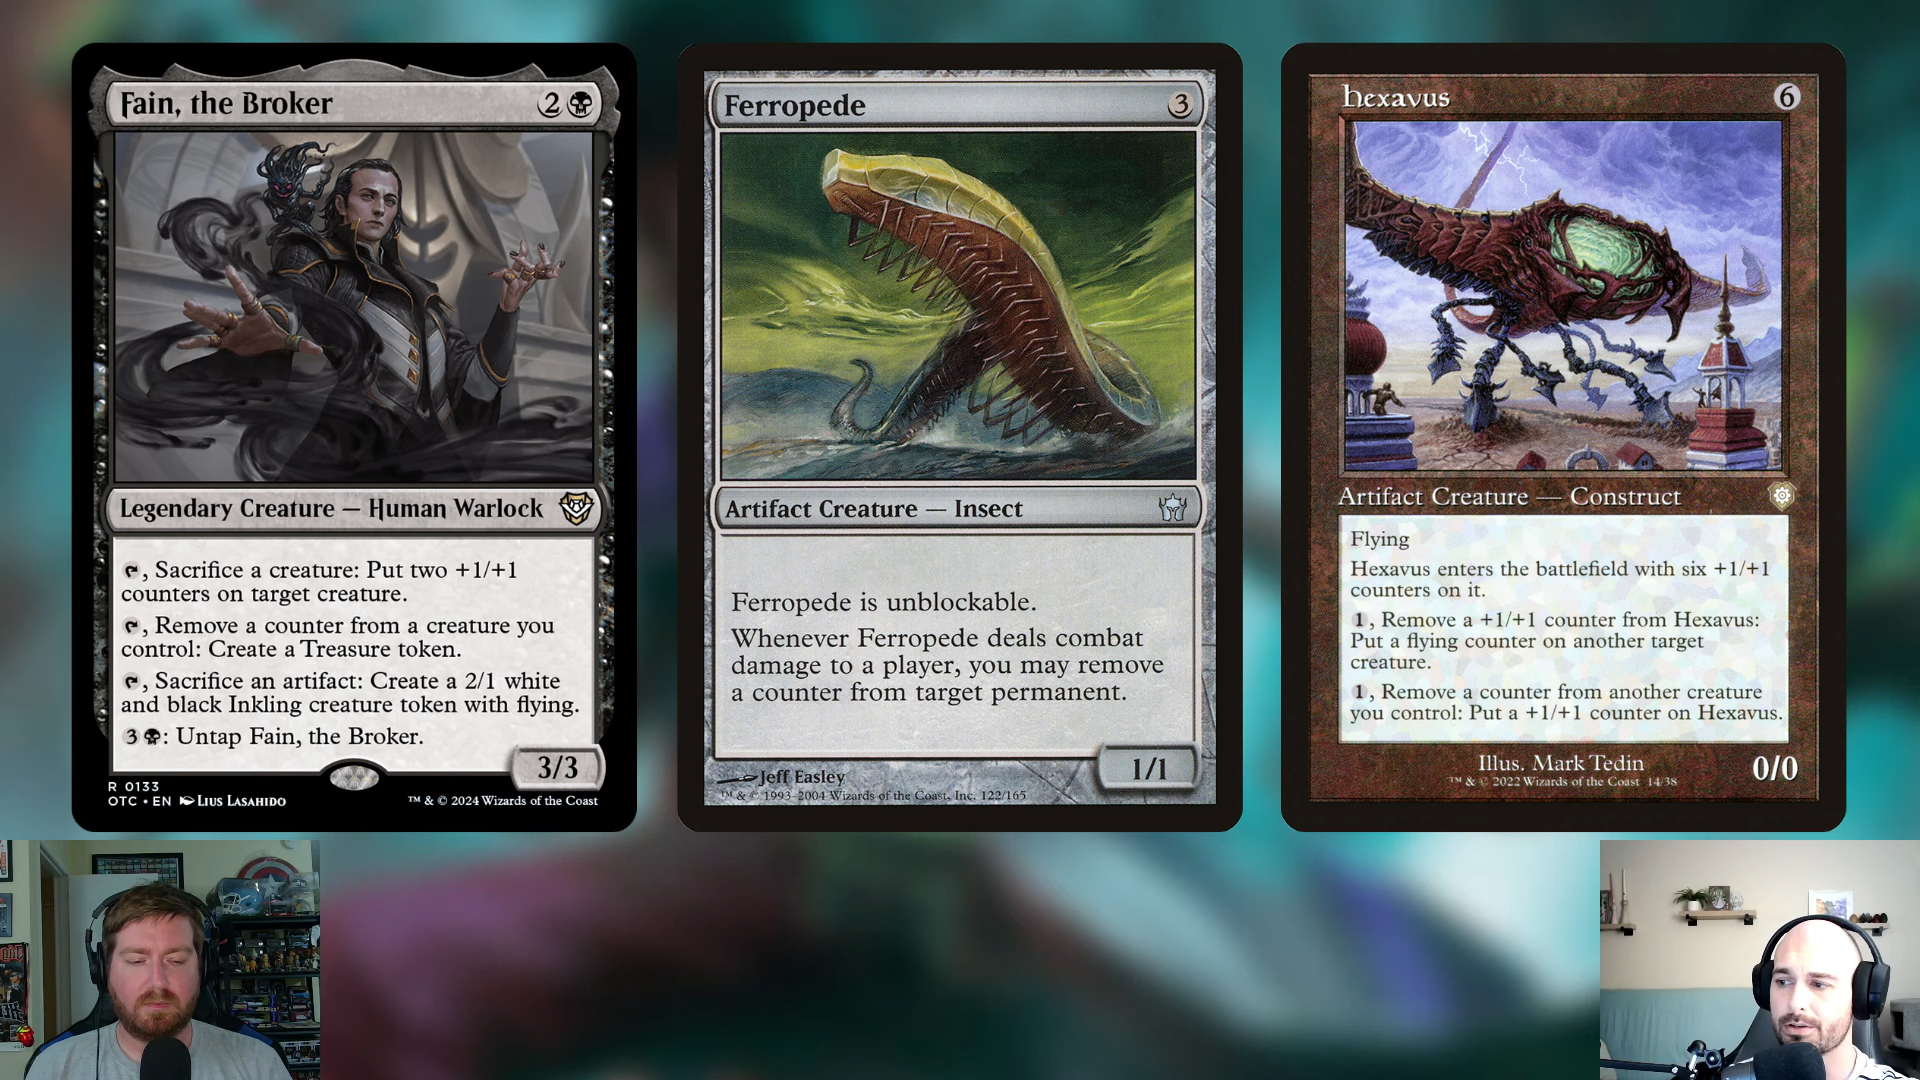 Fain, the Broker 2
Legendary Creature — Human Warlock
, Sacrifice a creature: Put two +1/+1
counters on target creature.
, Remove a counter from a creature you
control: Create a Treasure token.
, Sacrifice an artifact: Create a 2/1 white
and black Inkling creature token with flying.
3: Untap Fain, the Broker.
3/3
R 0133
OTC • EN LIUS LASAHIDO
™ & © 2024 Wizards of the Coast
Ferropede 3
Artifact Creature — Insect
Ferropede is unblockable.
Whenever Ferropede deals combat
damage to a player, you may remove
a counter from target permanent.
1/1
Jeff Easley
™ & © 1993–2004 Wizards of the Coast, Inc. 122/165
Hexavus 6
Artifact Creature — Construct
Flying
Hexavus enters the battlefield with six +1/+1
counters on it.
1, Remove a +1/+1 counter from Hexavus:
Put a flying counter on another target
creature.
1, Remove a counter from another creature
you control: Put a +1/+1 counter on Hexavus.
Illus. Mark Tedin
™ & © 2022 Wizards of the Coast 14/38
0/0